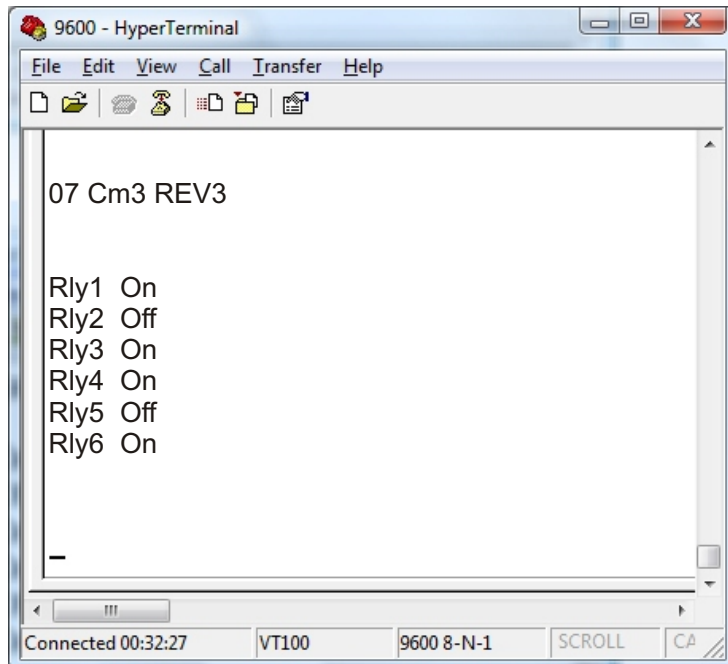 9600 - HyperTerminal
File Edit View Call Transfer Help
07 Cm3 REV3
Rly1 On
Rly2 Off
Rly3 On
Rly4 On
Rly5 Off
Rly6 On
Connected 00:32:27 VT100 9600 8-N-1 SCROLL CA